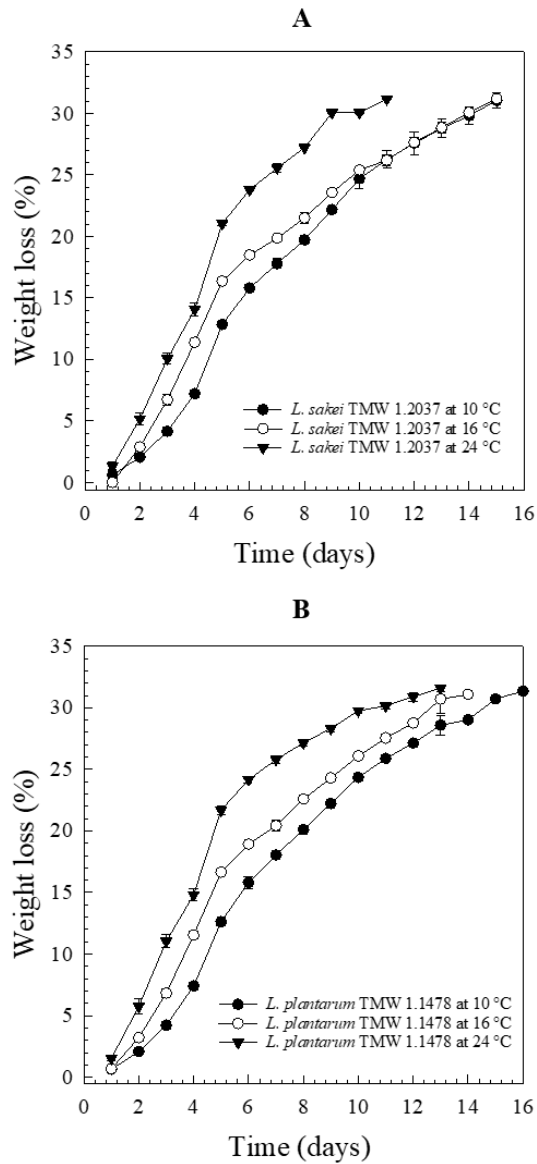 A
35
30
25
20
15
10
5
0
Weight loss (%)
L. sakei TMW 1.2037 at 10 °C
L. sakei TMW 1.2037 at 16 °C
L. sakei TMW 1.2037 at 24 °C
0 2 4 6 8 10 12 14 16
Time (days)
B
35
30
25
20
15
10
5
0
Weight loss (%)
L. plantarum TMW 1.1478 at 10 °C
L. plantarum TMW 1.1478 at 16 °C
L. plantarum TMW 1.1478 at 24 °C
0 2 4 6 8 10 12 14 16
Time (days)